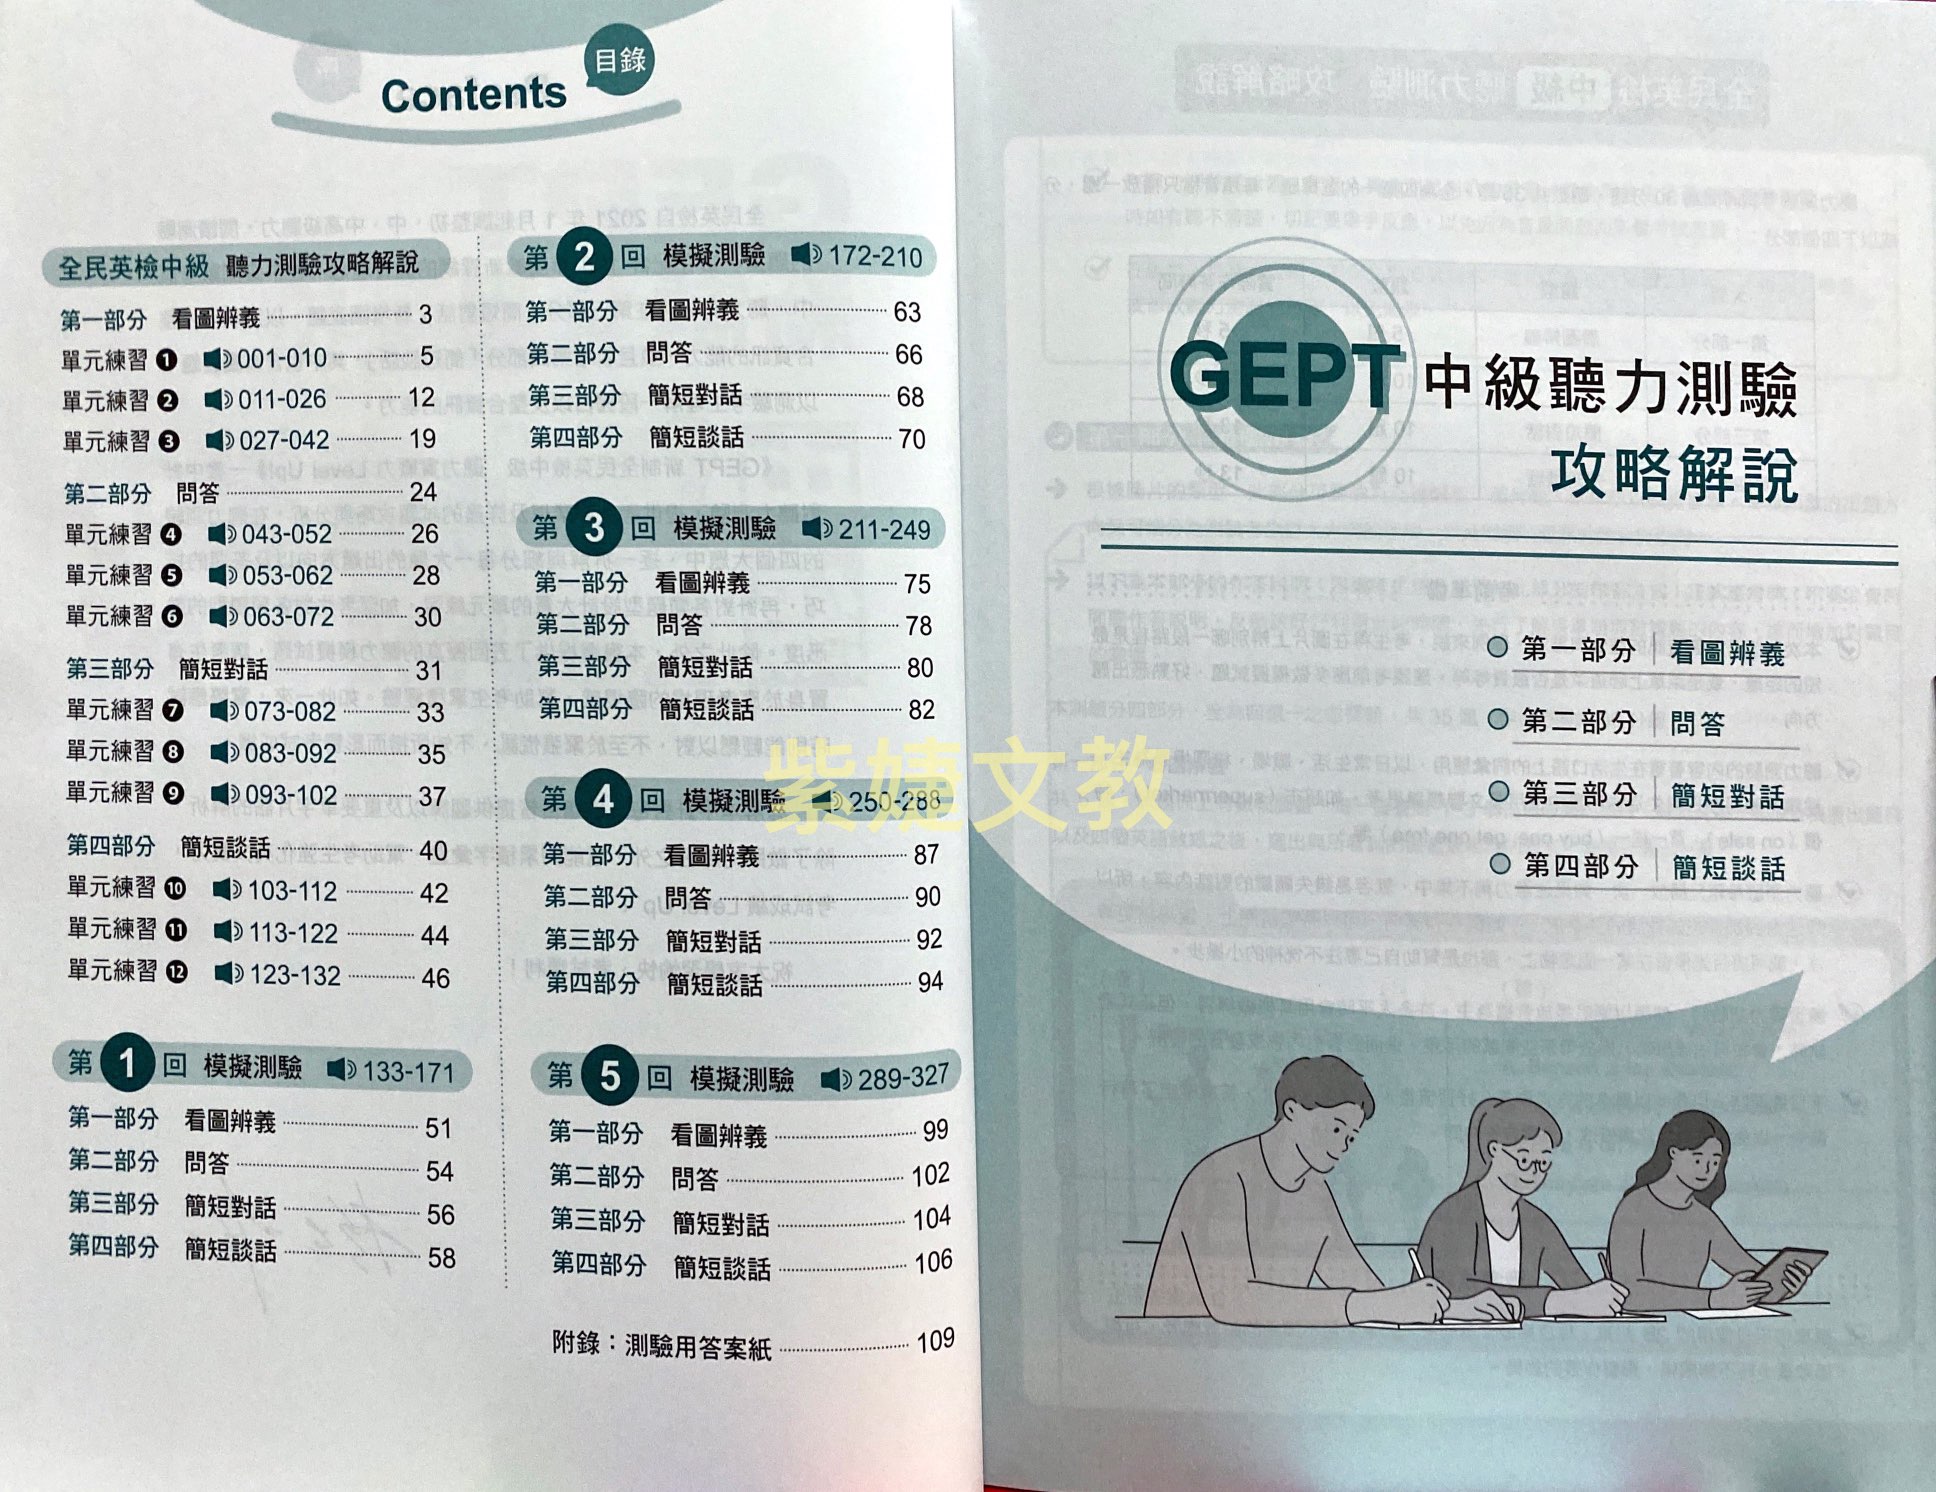 Contents
目錄
全民英檢中級 聽力測驗攻略解說
第一部分 看圖辨義 3
單元練習 1 001-010 5
單元練習 2 011-026 12
單元練習 3 027-042 19
第二部分 問答 24
單元練習 4 043-052 26
單元練習 5 053-062 28
單元練習 6 063-072 30
第三部分 簡短對話 31
單元練習 7 073-082 33
單元練習 8 083-092 35
單元練習 9 093-102 37
第四部分 簡短談話 40
單元練習 10 103-112 42
單元練習 11 113-122 44
單元練習 12 123-132 46
第 1 回 模擬測驗 133-171
第一部分 看圖辨義 51
第二部分 問答 54
第三部分 簡短對話 56
第四部分 簡短談話 58
第 2 回 模擬測驗 172-210
第一部分 看圖辨義 63
第二部分 問答 66
第三部分 簡短對話 68
第四部分 簡短談話 70
第 3 回 模擬測驗 211-249
第一部分 看圖辨義 75
第二部分 問答 78
第三部分 簡短對話 80
第四部分 簡短談話 82
第 4 回 模擬測驗 250-288
第一部分 看圖辨義 87
第二部分 問答 90
第三部分 簡短對話 92
第四部分 簡短談話 94
第 5 回 模擬測驗 289-327
第一部分 看圖辨義 99
第二部分 問答 102
第三部分 簡短對話 104
第四部分 簡短談話 106
附錄：測驗用答案紙 109
紫婕文教
GEPT 中級聽力測驗
攻略解說
第一部分 看圖辨義
第二部分 問答
第三部分 簡短對話
第四部分 簡短談話